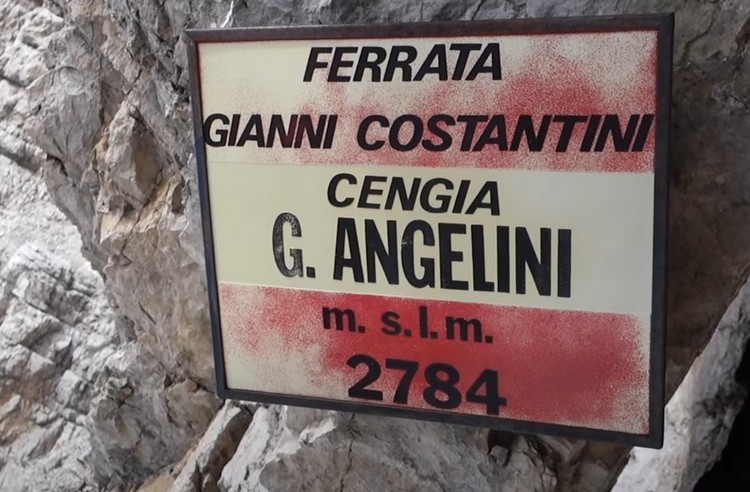 FERRATA
GIANNI COSTANTINI
CENGIA
G. ANGELINI
m. s.l.m.
2784